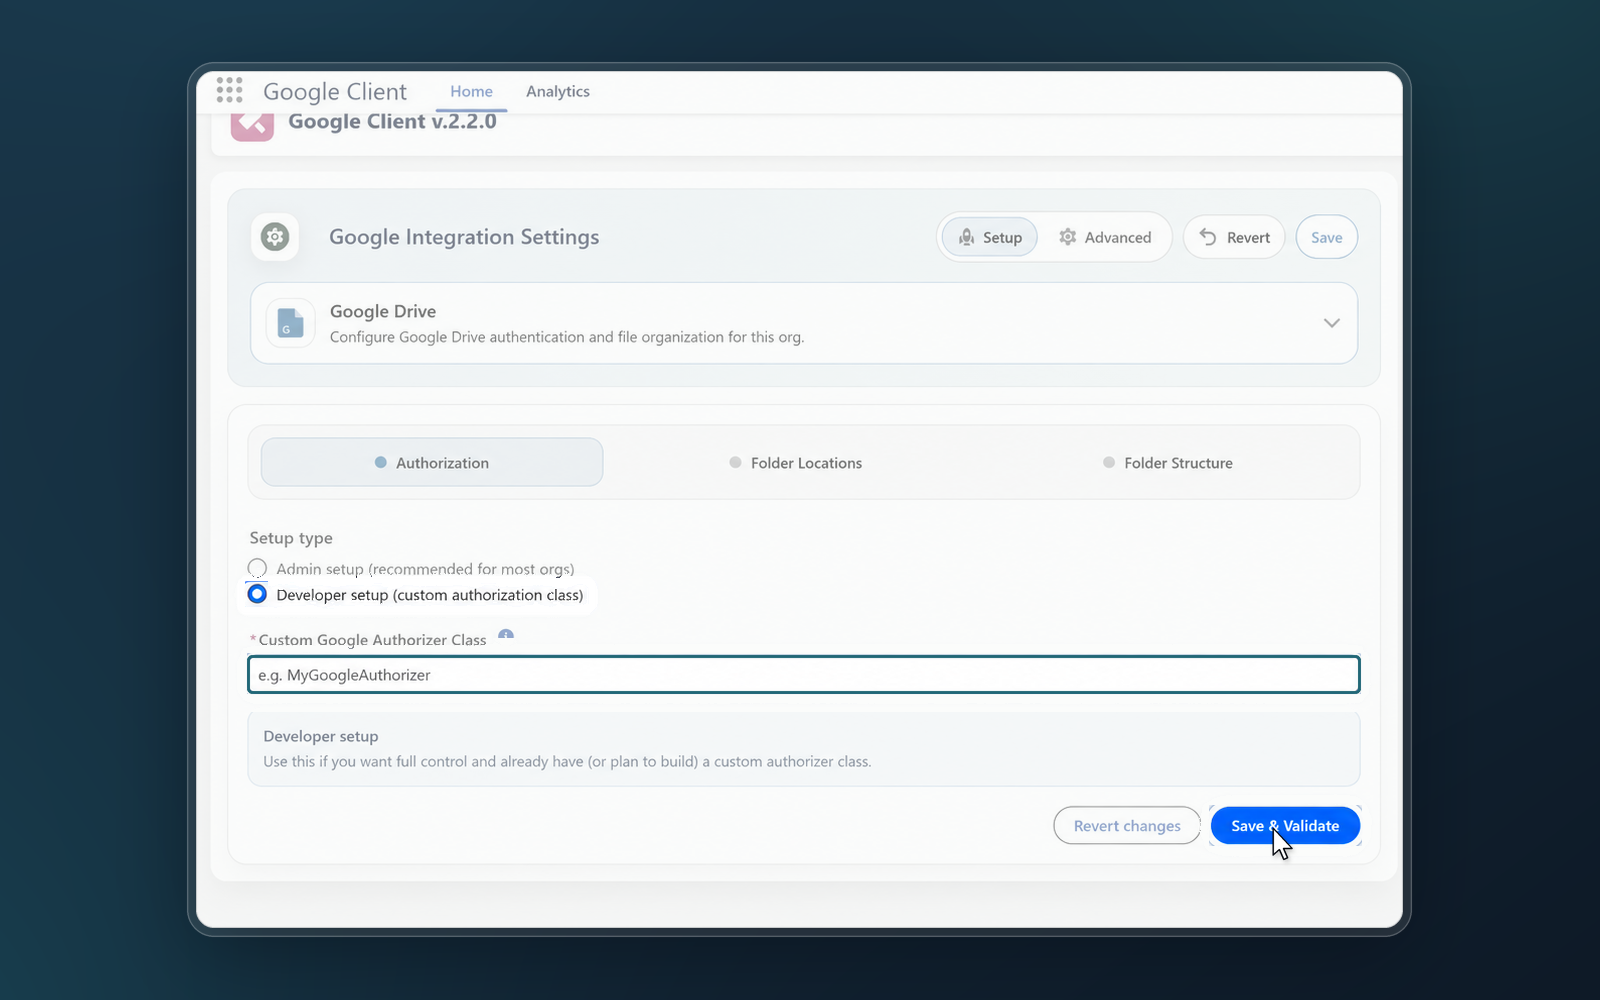 Google Client
Home
Analytics
Google Client v.2.2.0
Google Integration Settings
Setup
Advanced
Revert
Save
G
Google Drive
Configure Google Drive authentication and file organization for this org.
Authorization
Folder Locations
Folder Structure
Setup type
Admin setup (recommended for most orgs)
Developer setup (custom authorization class)
*Custom Google Authorizer Class
e.g. MyGoogleAuthorizer
Developer setup
Use this if you want full control and already have (or plan to build) a custom authorizer class.
Revert changes
Save & Validate